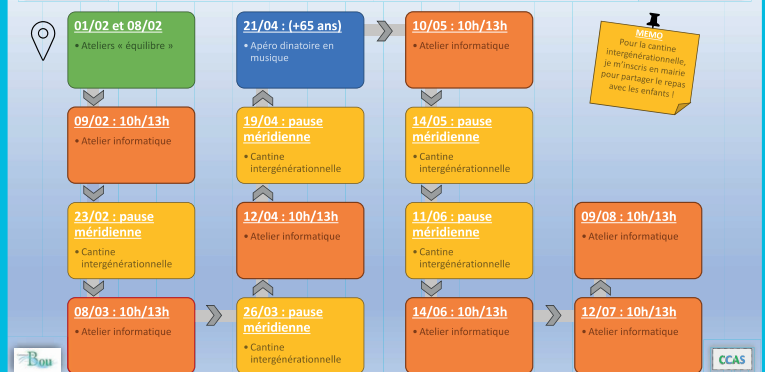 01/02 et 08/02
• Ateliers « équilibre »
09/02 : 10h/13h
• Atelier informatique
23/02 : pause
méridienne
• Cantine
intergénérationnelle
08/03 : 10h/13h
• Atelier informatique
26/03 : pause
méridienne
• Cantine
intergénérationnelle
12/04 : 10h/13h
• Atelier informatique
19/04 : pause
méridienne
• Cantine
intergénérationnelle
21/04 : (+65 ans)
• Apéro dinatoire en
musique
10/05 : 10h/13h
• Atelier informatique
14/05 : pause
méridienne
• Cantine
intergénérationnelle
11/06 : pause
méridienne
• Cantine
intergénérationnelle
14/06 : 10h/13h
• Atelier informatique
12/07 : 10h/13h
• Atelier informatique
09/08 : 10h/13h
• Atelier informatique
MEMO
Pour la cantine
intergénérationnelle,
je m'inscris en mairie
pour partager le repas
avec les enfants !
Bou
CCAS